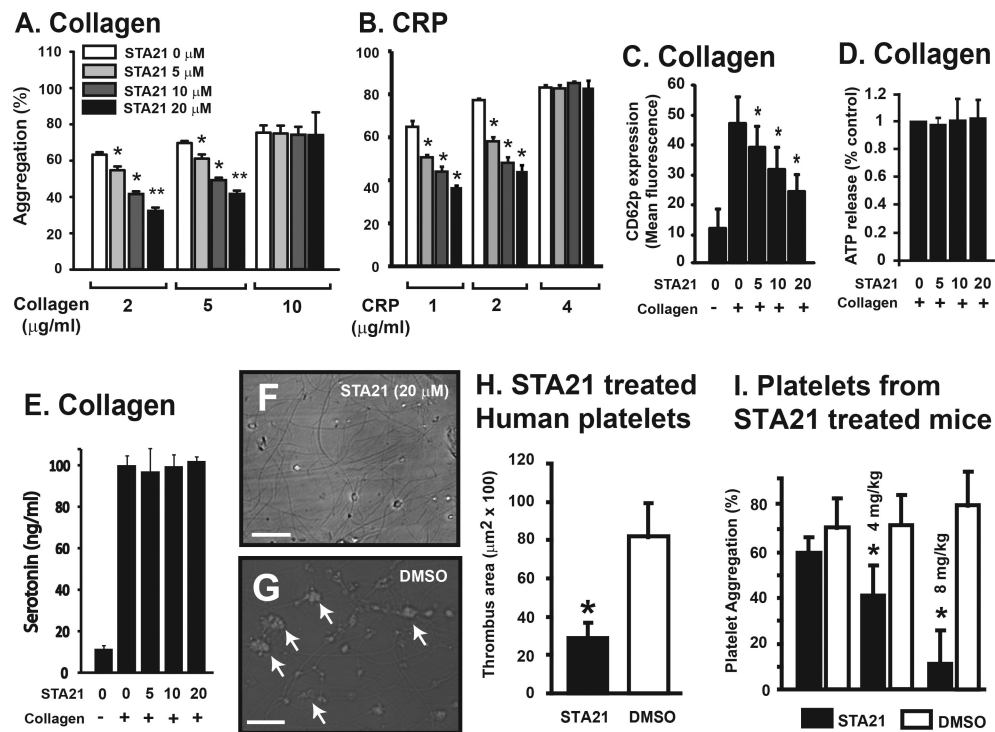 A. Collagen
110
80
60
40
20
0
Aggregation (%)
STA21 0 μM
STA21 5 μM
STA21 10 μM
STA21 20 μM
*
*
**
*
*
**
Collagen
(μg/ml)
2
5
10
B. CRP
100
80
60
40
20
0
*
*
*
*
*
*
CRP
(μg/ml)
1
2
4
C. Collagen
60
50
40
30
20
10
0
CD62p expression
(Mean fluorescence)
*
*
*
STA21 0 0 5 10 20
Collagen - + + + +
D. Collagen
1.2
1
0.8
0.6
0.4
0.2
0
ATP release (% control)
STA21 0 5 10 20
Collagen + + + +
E. Collagen
100
80
60
40
20
0
Serotonin (ng/ml)
STA21 0 0 5 10 20
Collagen - + + + +
F
STA21 (20 μM)
G
DMSO
H. STA21 treated
Human platelets
120
100
80
60
40
20
0
Thrombus area (μm2 x 100)
*
STA21 DMSO
I. Platelets from
STA21 treated mice
80
60
40
20
0
Platelet Aggregation (%)
* 4 mg/kg
* 8 mg/kg
STA21 DMSO